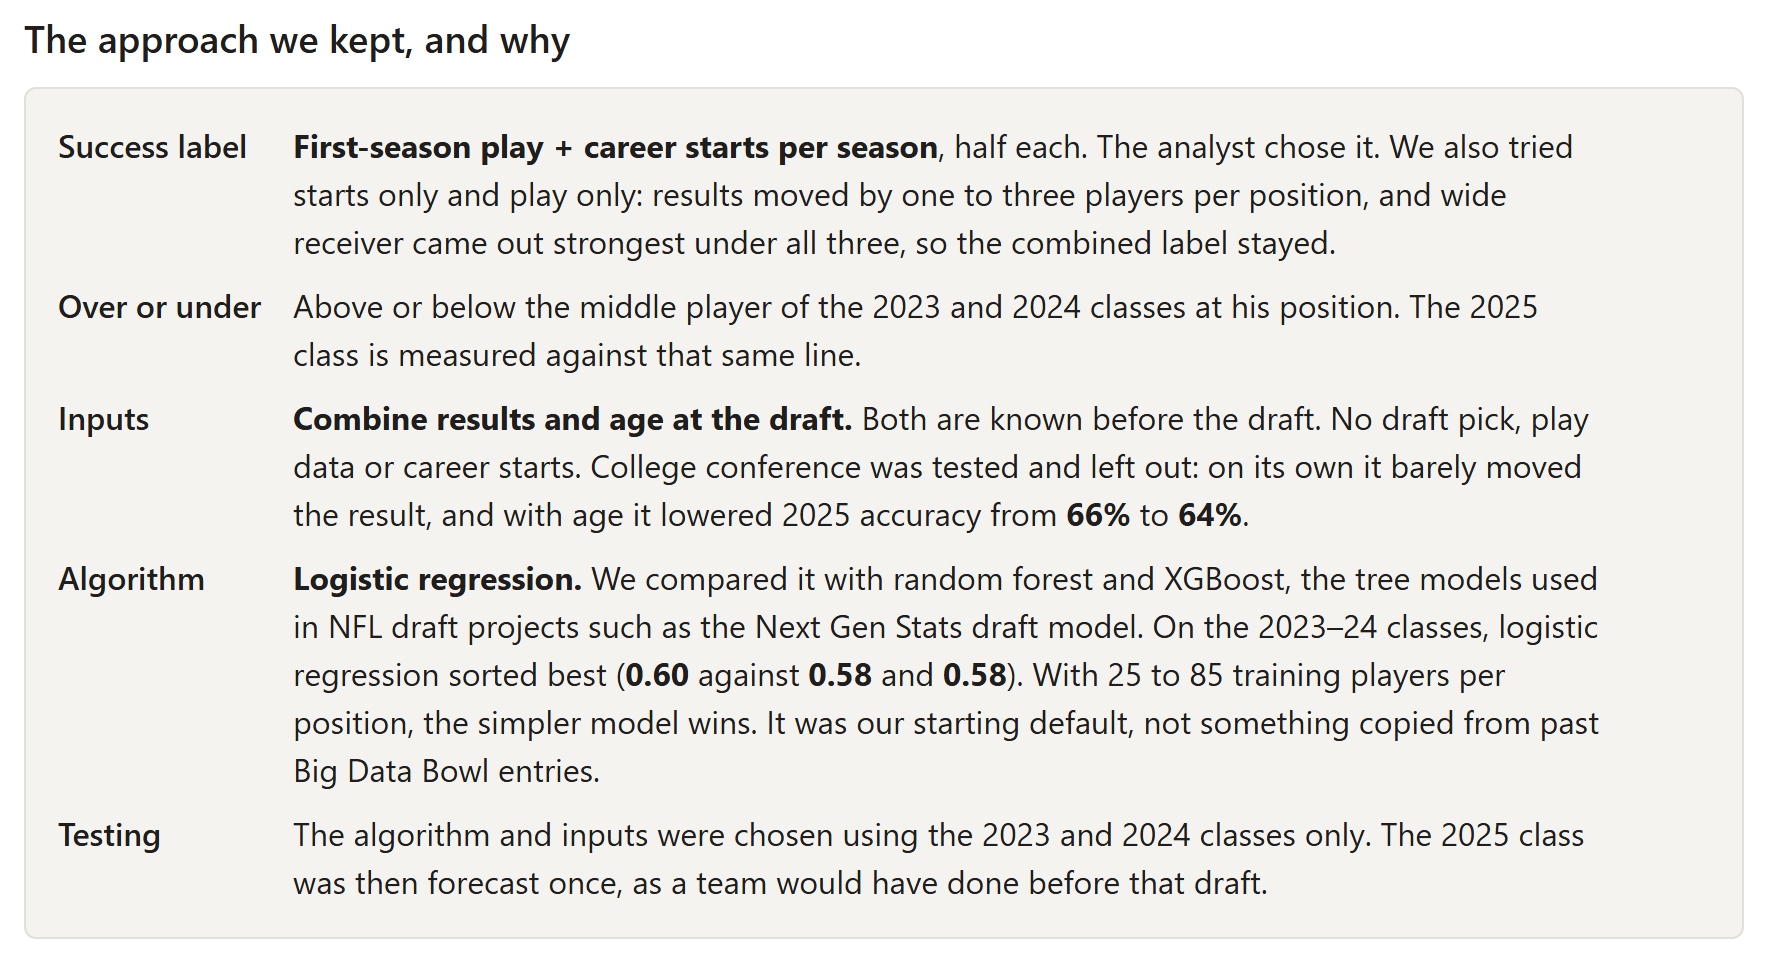 The approach we kept, and why
Success label
First-season play + career starts per season, half each. The analyst chose it. We also tried
starts only and play only: results moved by one to three players per position, and wide
receiver came out strongest under all three, so the combined label stayed.
Over or under
Above or below the middle player of the 2023 and 2024 classes at his position. The 2025
class is measured against that same line.
Inputs
Combine results and age at the draft. Both are known before the draft. No draft pick, play
data or career starts. College conference was tested and left out: on its own it barely moved
the result, and with age it lowered 2025 accuracy from 66% to 64%.
Algorithm
Logistic regression. We compared it with random forest and XGBoost, the tree models used
in NFL draft projects such as the Next Gen Stats draft model. On the 2023–24 classes, logistic
regression sorted best (0.60 against 0.58 and 0.58). With 25 to 85 training players per
position, the simpler model wins. It was our starting default, not something copied from past
Big Data Bowl entries.
Testing
The algorithm and inputs were chosen using the 2023 and 2024 classes only. The 2025 class
was then forecast once, as a team would have done before that draft.